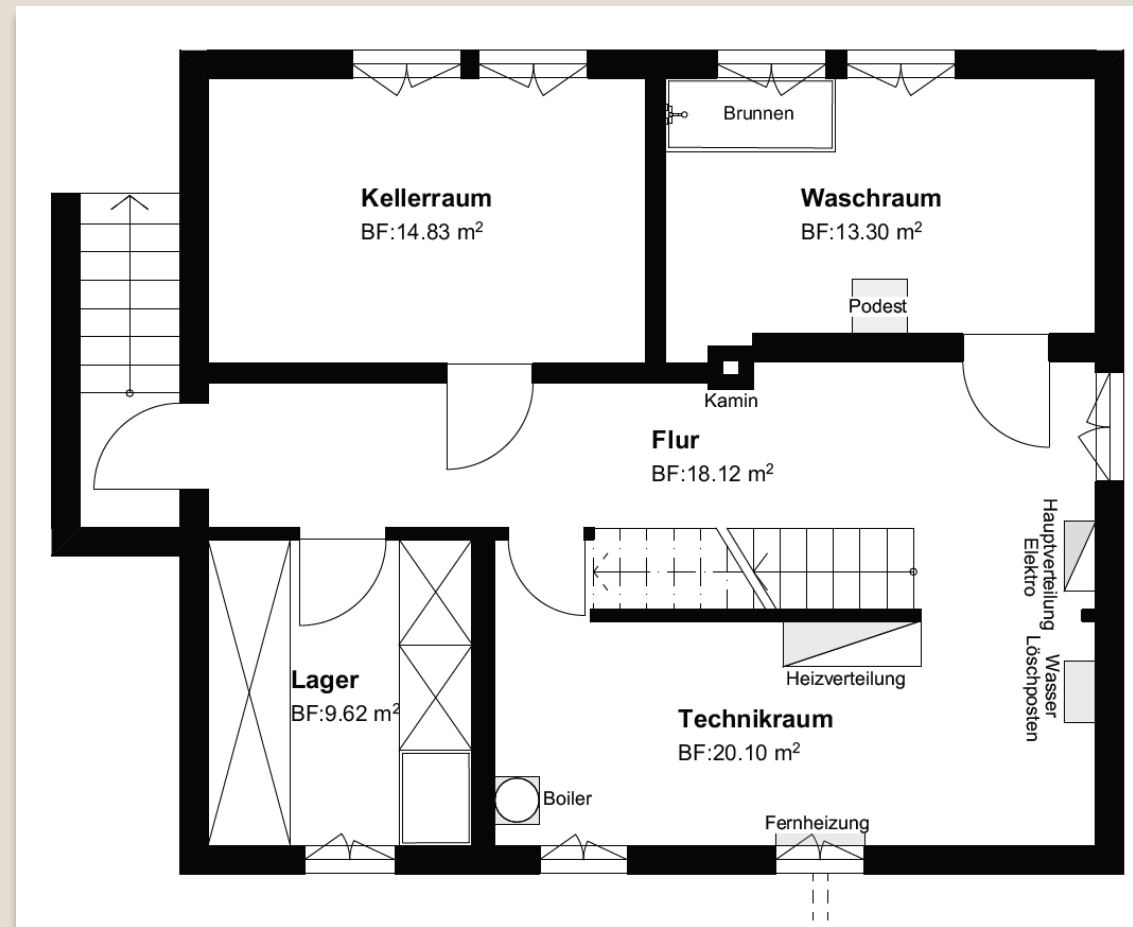 Brunnen
Kellerraum
BF:14.83 m²
Waschraum
BF:13.30 m²
Podest
Kamin
Flur
BF:18.12 m²
Hauptverteilung
Elektro
Heizverteilung
Wasser
Löschposten
Lager
BF:9.62 m²
Technikraum
BF:20.10 m²
Boiler
Fernheizung